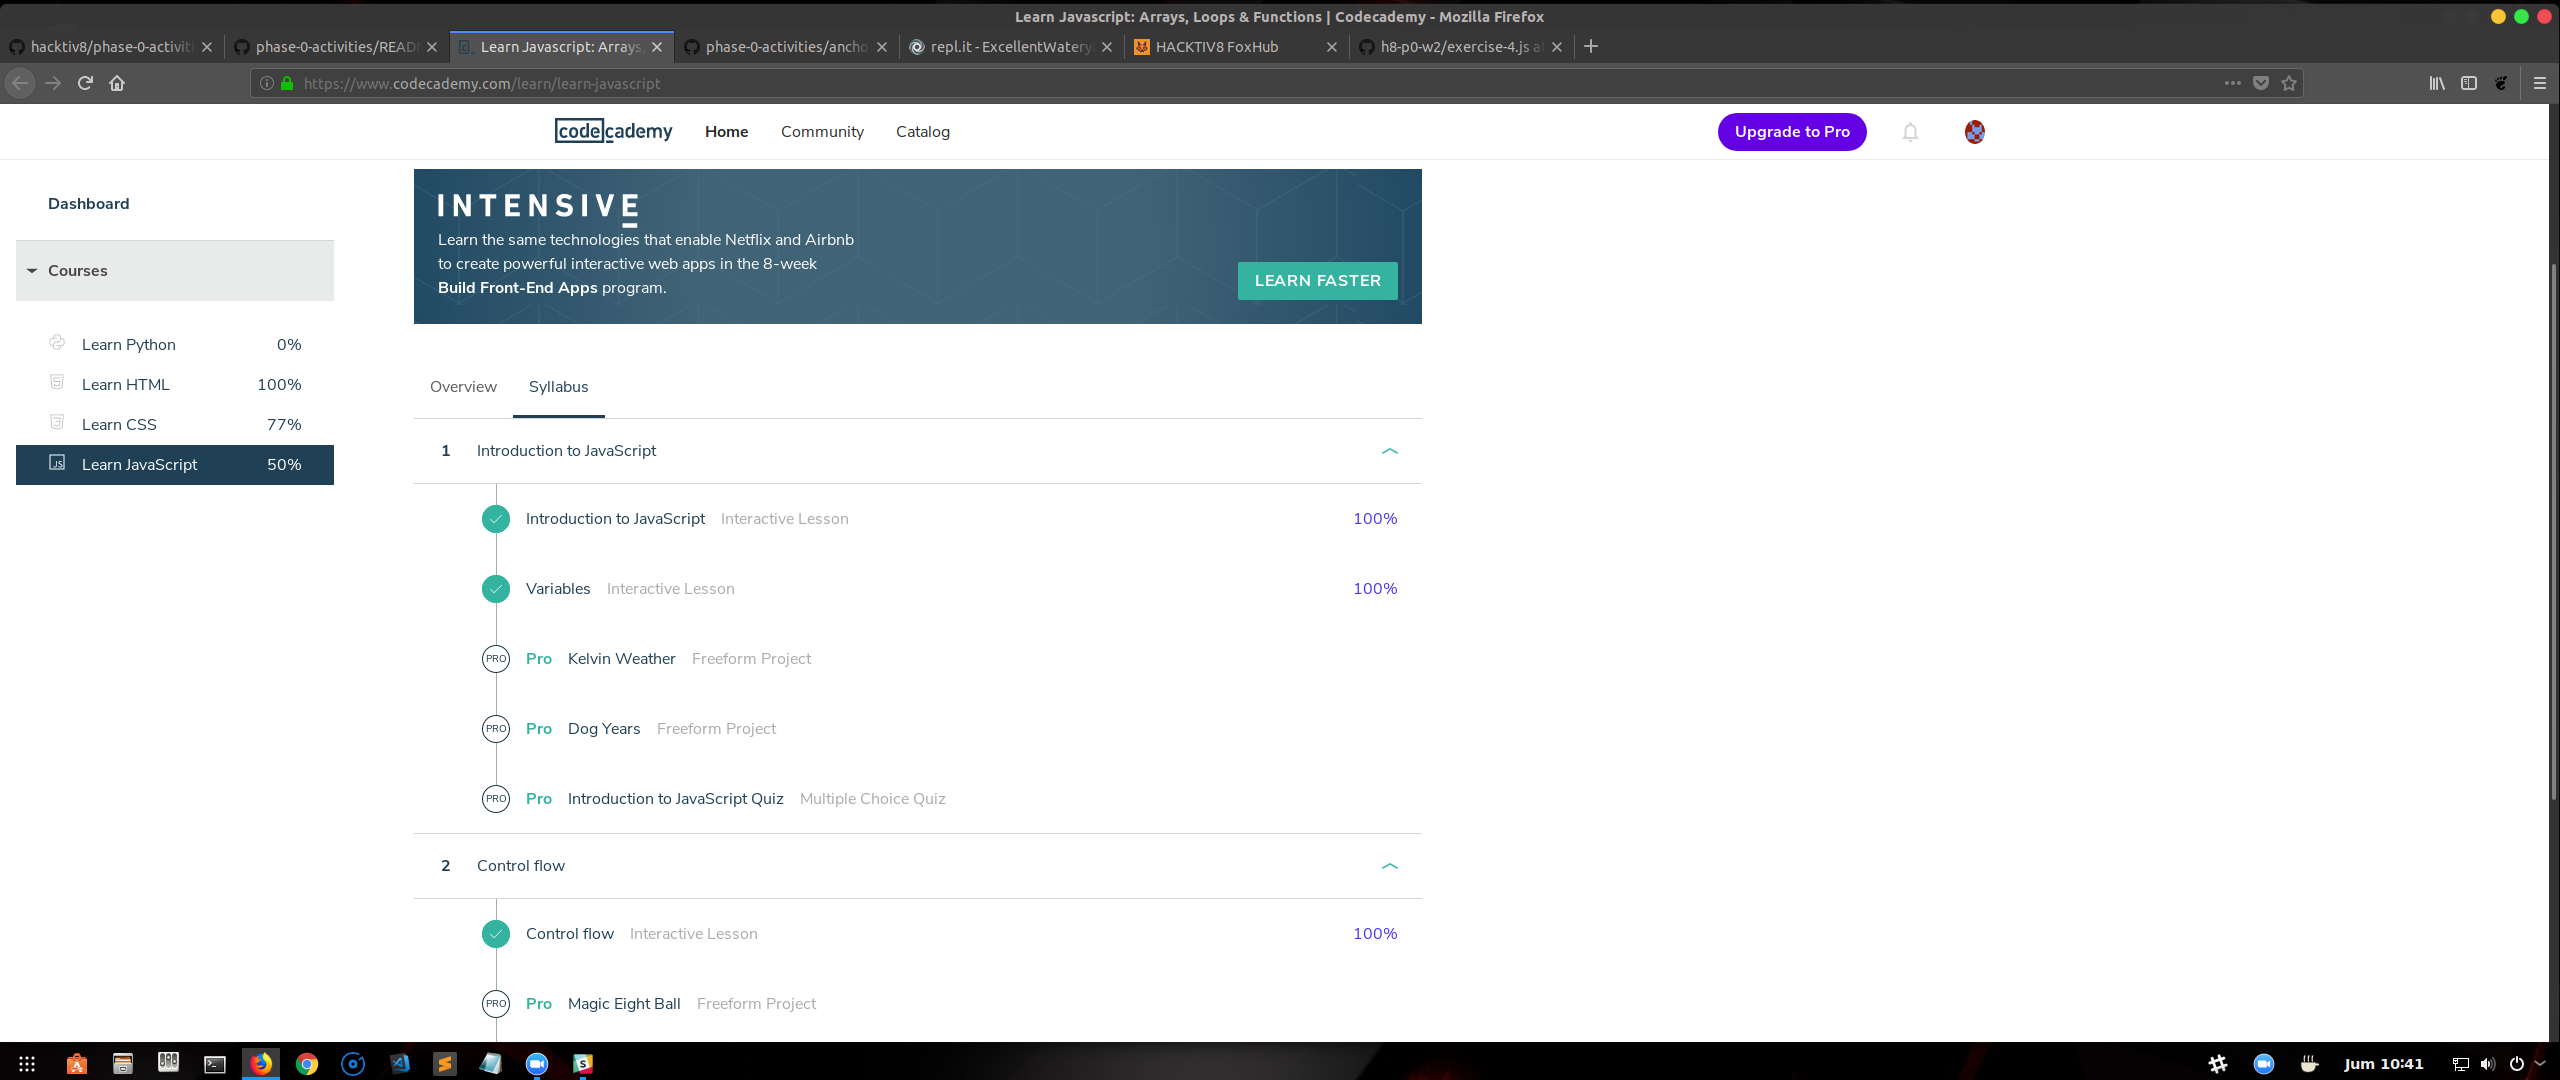 Learn Javascript: Arrays, Loops & Functions | Codecademy - Mozilla Firefox
hacktiv8/phase-0-activiti
phase-0-activities/READ
Learn Javascript: Arrays,
phase-0-activities/ancho
repl.it - ExcellentWatery
HACKTIV8 FoxHub
h8-p0-w2/exercise-4.js a
https://www.codecademy.com/learn/learn-javascript
codecademy
Home
Community
Catalog
Upgrade to Pro
Dashboard
Courses
Learn Python 0%
Learn HTML 100%
Learn CSS 77%
JS Learn JavaScript 50%
INTENSIVE
Learn the same technologies that enable Netflix and Airbnb
to create powerful interactive web apps in the 8-week
Build Front-End Apps program.
LEARN FASTER
Overview
Syllabus
1 Introduction to JavaScript
Introduction to JavaScript Interactive Lesson 100%
Variables Interactive Lesson 100%
PRO Pro Kelvin Weather Freeform Project
PRO Pro Dog Years Freeform Project
PRO Pro Introduction to JavaScript Quiz Multiple Choice Quiz
2 Control flow
Control flow Interactive Lesson 100%
PRO Pro Magic Eight Ball Freeform Project
Jum 10:41